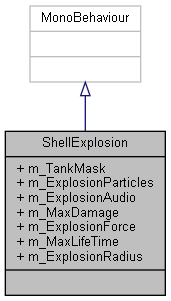 MonoBehaviour
ShellExplosion
+ m_TankMask
+ m_ExplosionParticles
+ m_ExplosionAudio
+ m_MaxDamage
+ m_ExplosionForce
+ m_MaxLifeTime
+ m_ExplosionRadius